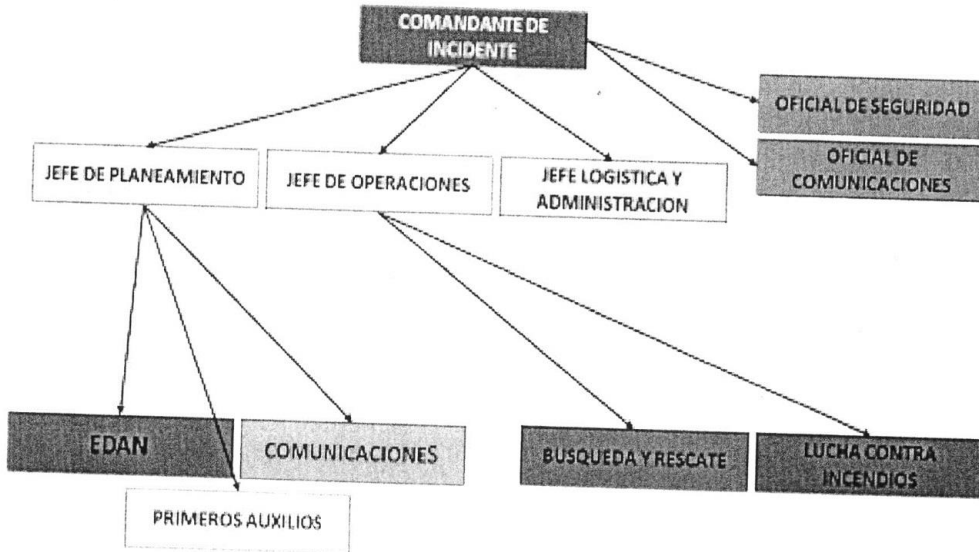 COMANDANTE DE
INCIDENTE
OFICIAL DE SEGURIDAD
OFICIAL DE
COMUNICACIONES
JEFE DE PLANEAMIENTO
JEFE DE OPERACIONES
JEFE LOGISTICA Y
ADMINISTRACION
EDAN
COMUNICACIONES
BUSQUEDA Y RESCATE
LUCHA CONTRA
INCENDIOS
PRIMEROS AUXILIOS